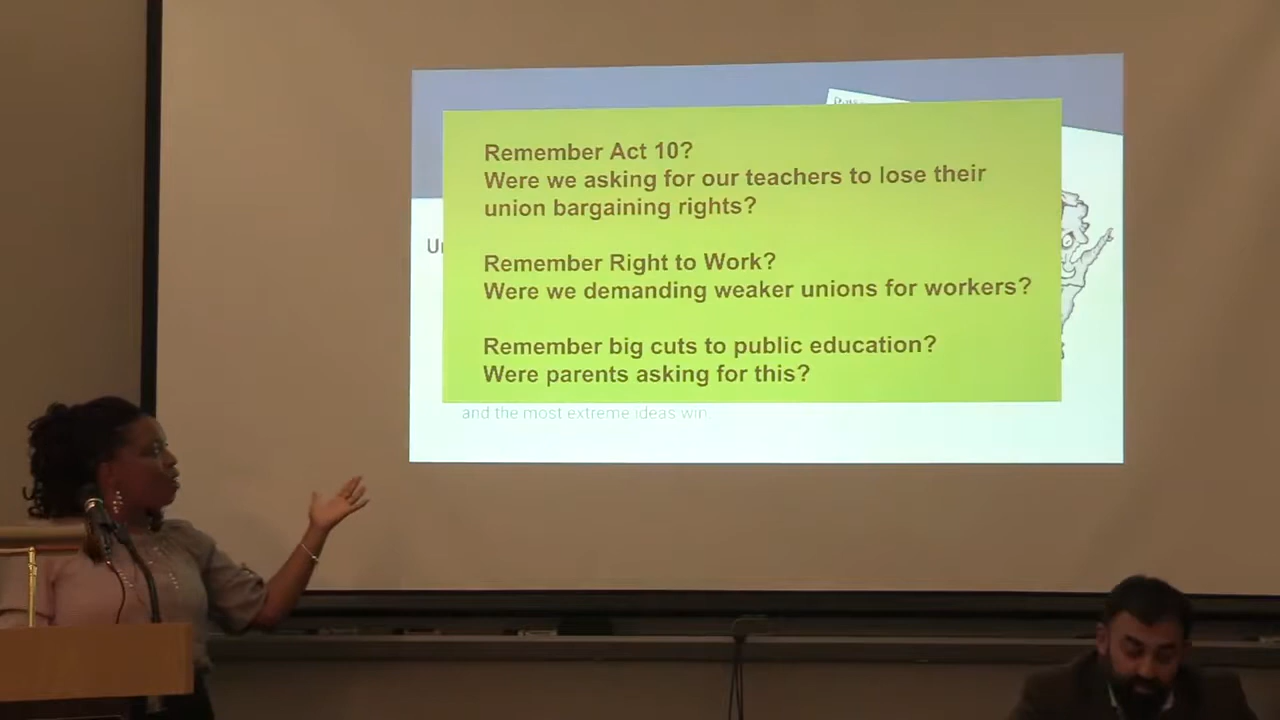 Remember Act 10?
Were we asking for our teachers to lose their
union bargaining rights?
Remember Right to Work?
Were we demanding weaker unions for workers?
Remember big cuts to public education?
Were parents asking for this?
and the most extreme ideas win